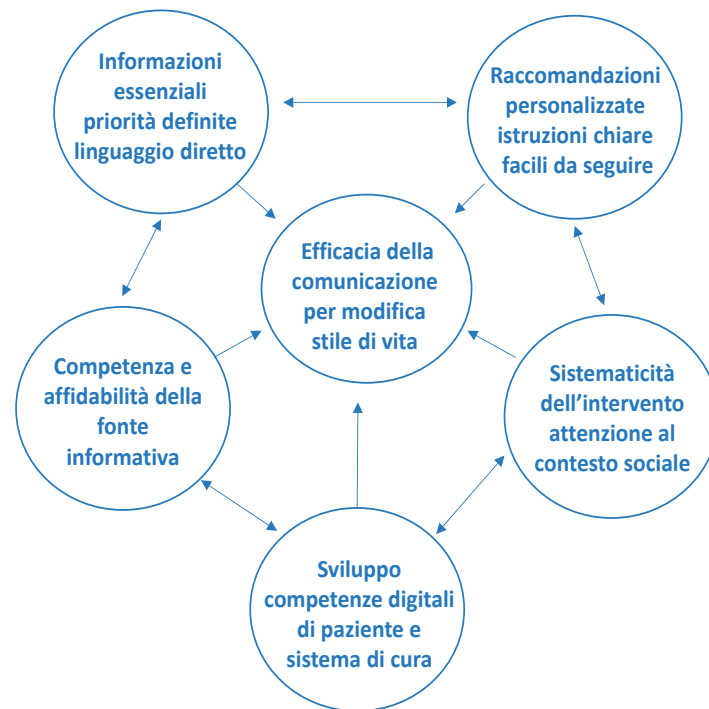 Informazioni
essenziali
priorità definite
linguaggio diretto
Raccomandazioni
personalizzate
istruzioni chiare
facili da seguire
Efficacia della
comunicazione
per modifica
stile di vita
Competenza e
affidabilità della
fonte
informativa
Sistematicità
dell’intervento
attenzione al
contesto sociale
Sviluppo
competenze digitali
di paziente e
sistema di cura